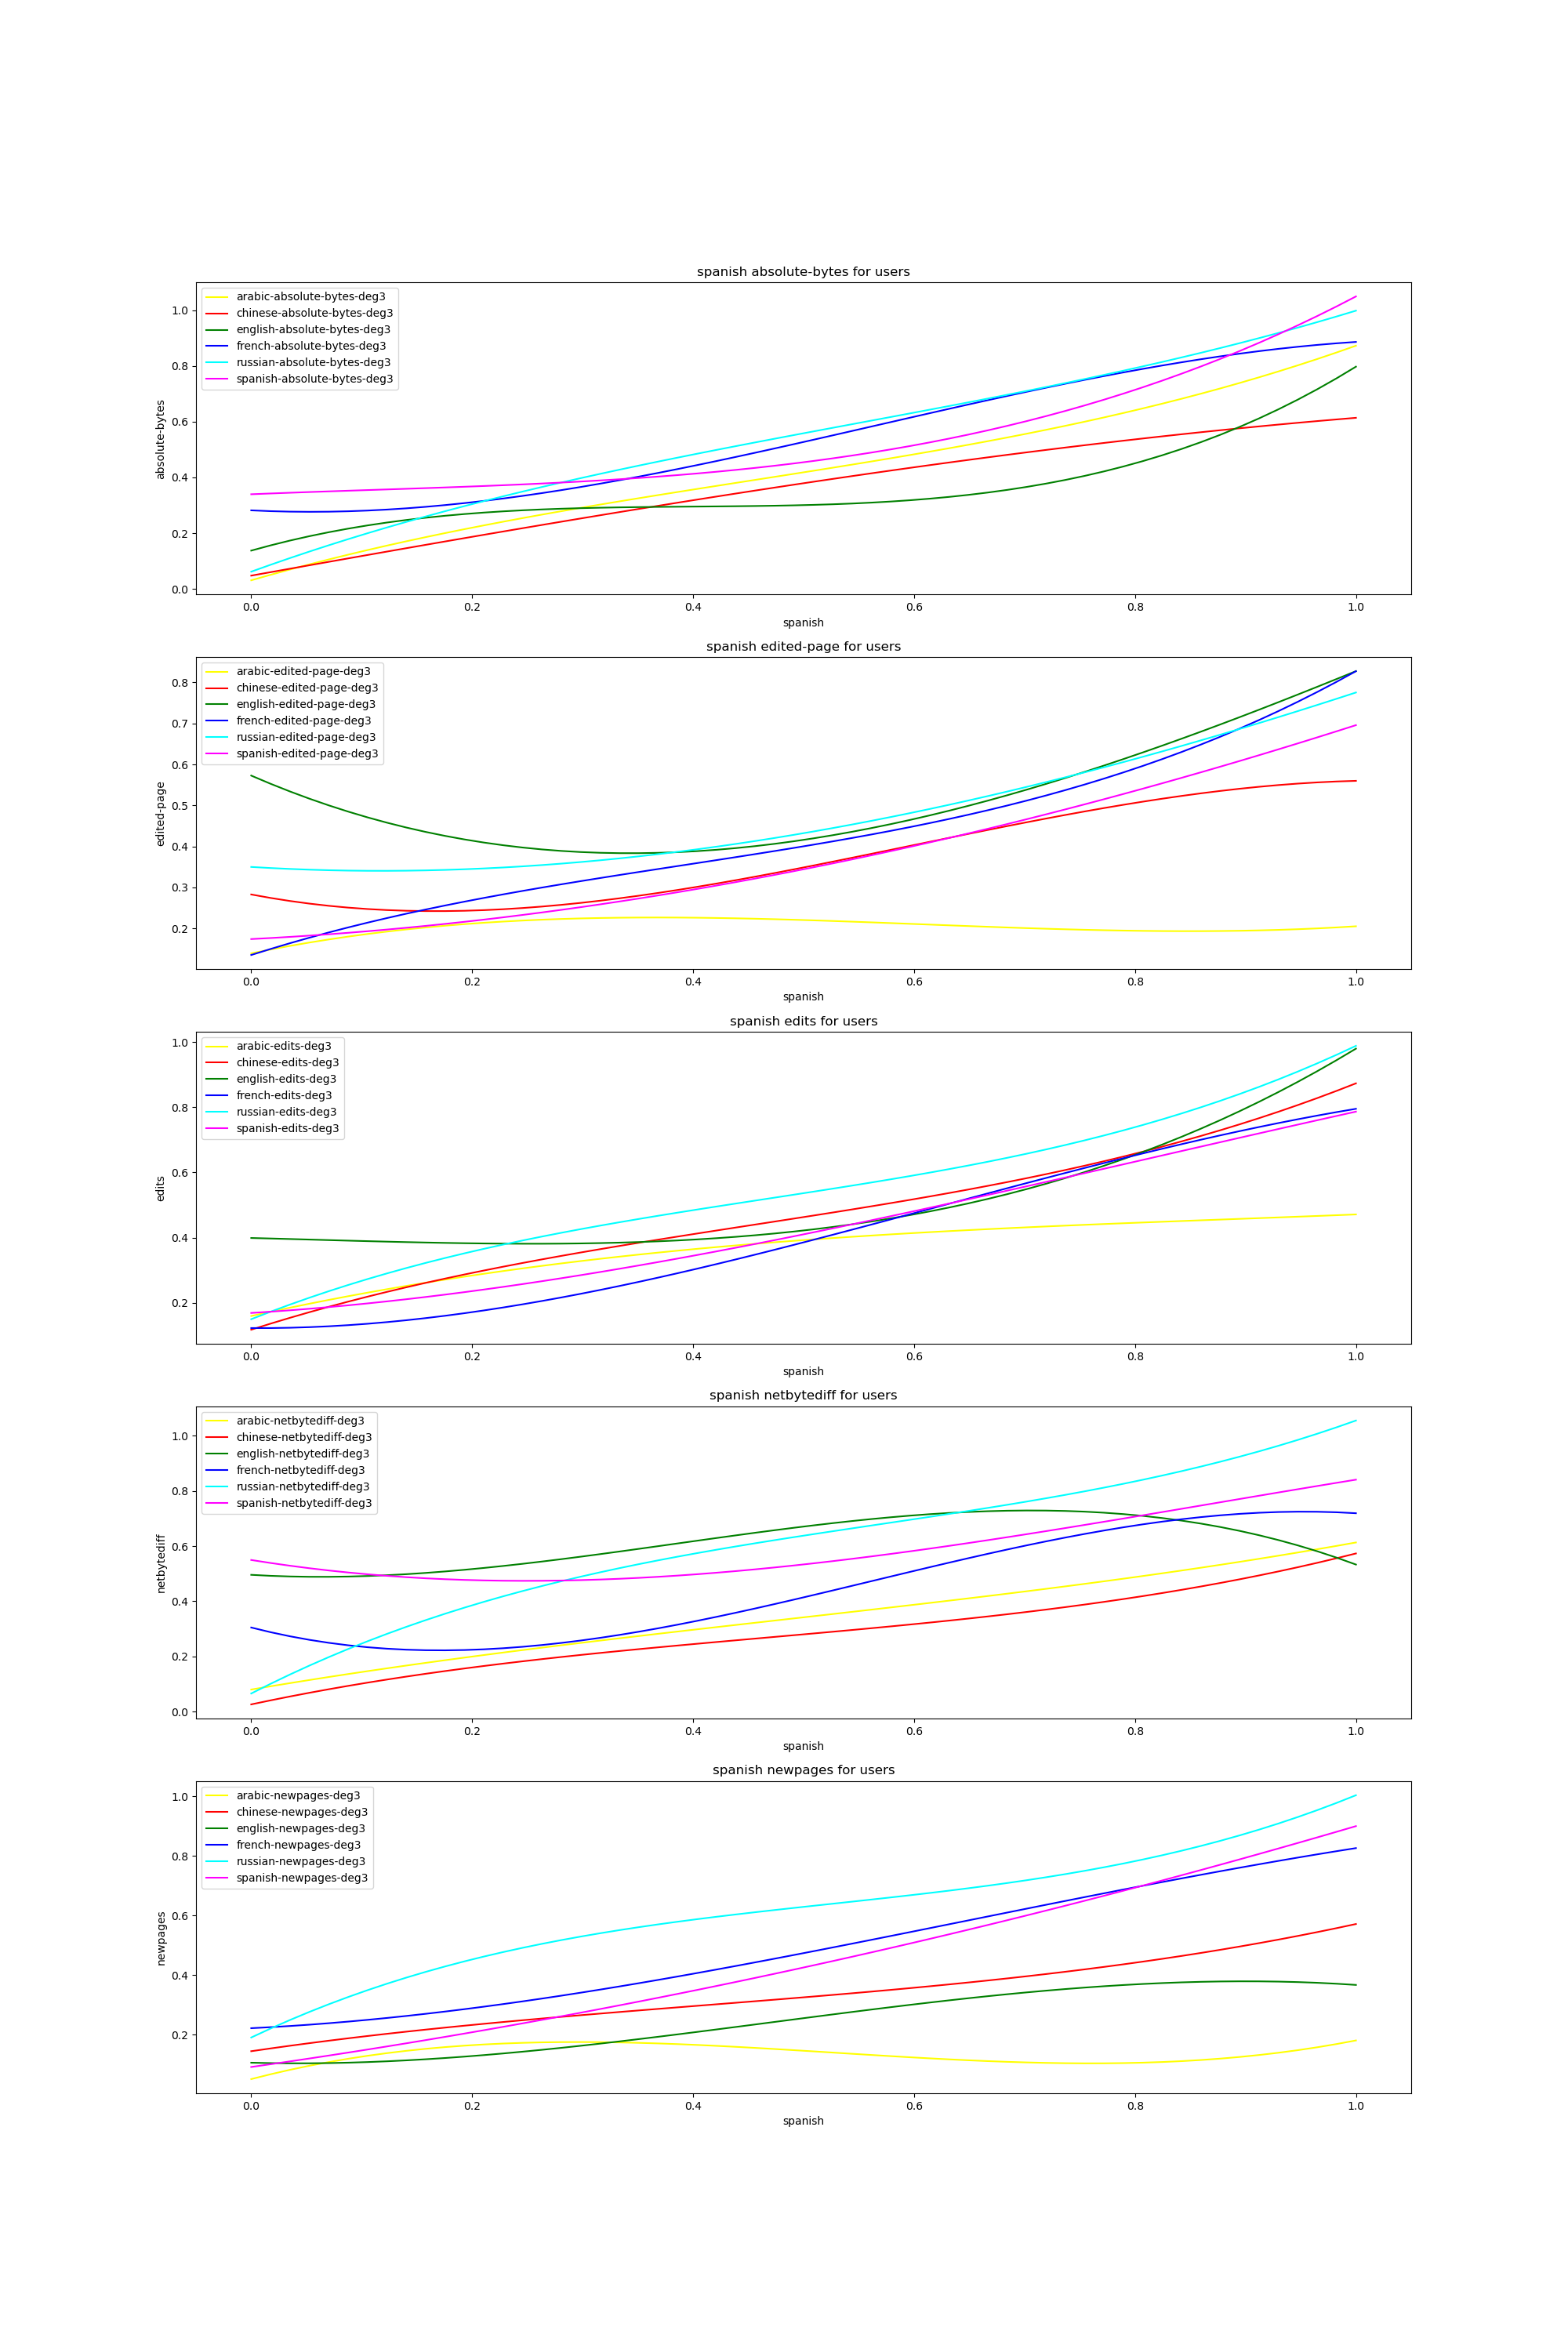 spanish absolute-bytes for users
arabic-absolute-bytes-deg3
chinese-absolute-bytes-deg3
english-absolute-bytes-deg3
french-absolute-bytes-deg3
russian-absolute-bytes-deg3
spanish-absolute-bytes-deg3
absolute-bytes
1.0
0.8
0.6
0.4
0.2
0.0
0.0 0.2 0.4 0.6 0.8 1.0
spanish
spanish edited-page for users
arabic-edited-page-deg3
chinese-edited-page-deg3
english-edited-page-deg3
french-edited-page-deg3
russian-edited-page-deg3
spanish-edited-page-deg3
edited-page
0.8
0.7
0.6
0.5
0.4
0.3
0.2
0.0 0.2 0.4 0.6 0.8 1.0
spanish
spanish edits for users
arabic-edits-deg3
chinese-edits-deg3
english-edits-deg3
french-edits-deg3
russian-edits-deg3
spanish-edits-deg3
edits
1.0
0.8
0.6
0.4
0.2
0.0 0.2 0.4 0.6 0.8 1.0
spanish
spanish netbytediff for users
arabic-netbytediff-deg3
chinese-netbytediff-deg3
english-netbytediff-deg3
french-netbytediff-deg3
russian-netbytediff-deg3
spanish-netbytediff-deg3
netbytediff
1.0
0.8
0.6
0.4
0.2
0.0
0.0 0.2 0.4 0.6 0.8 1.0
spanish
spanish newpages for users
arabic-newpages-deg3
chinese-newpages-deg3
english-newpages-deg3
french-newpages-deg3
russian-newpages-deg3
spanish-newpages-deg3
newpages
1.0
0.8
0.6
0.4
0.2
0.0 0.2 0.4 0.6 0.8 1.0
spanish